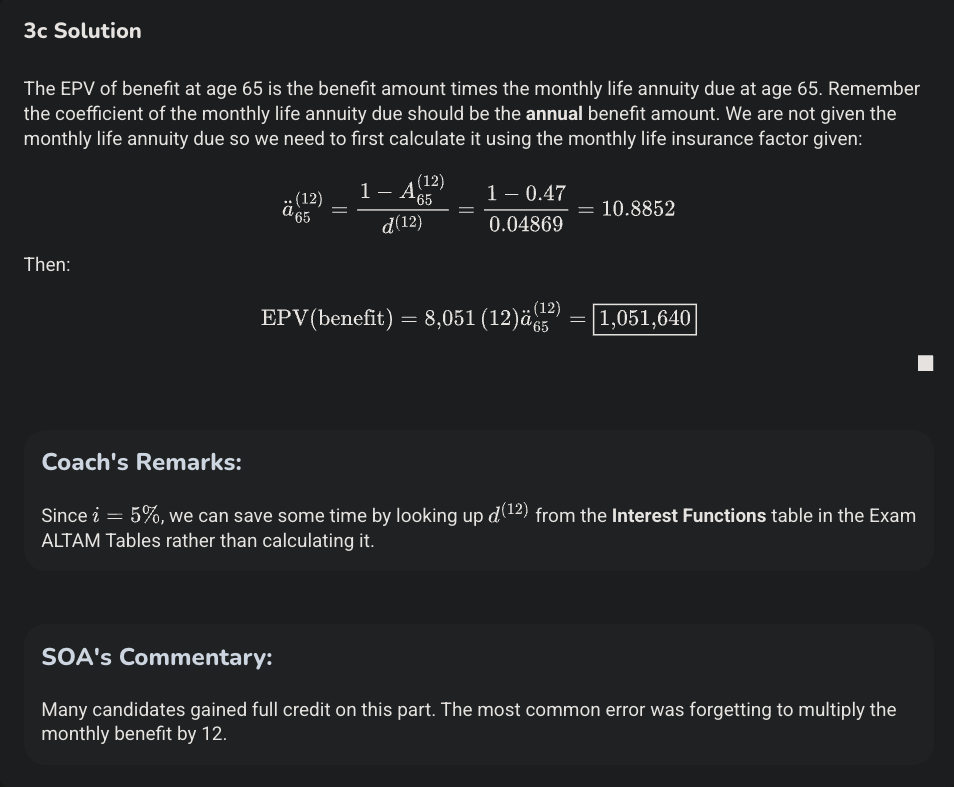 3c Solution
The EPV of benefit at age 65 is the benefit amount times the monthly life annuity due at age 65. Remember
the coefficient of the monthly life annuity due should be the annual benefit amount. We are not given the
monthly life annuity due so we need to first calculate it using the monthly life insurance factor given:
ä_{65}^{(12)} = \frac{1 − A_{65}^{(12)}}{d^{(12)}} = \frac{1 − 0.47}{0.04869} = 10.8852
Then:
EPV(benefit) = 8,051 (12)ä_{65}^{(12)} = 1,051,640
Coach's Remarks:
Since i = 5%, we can save some time by looking up d^{(12)} from the Interest Functions table in the Exam
ALTAM Tables rather than calculating it.
SOA's Commentary:
Many candidates gained full credit on this part. The most common error was forgetting to multiply the
monthly benefit by 12.